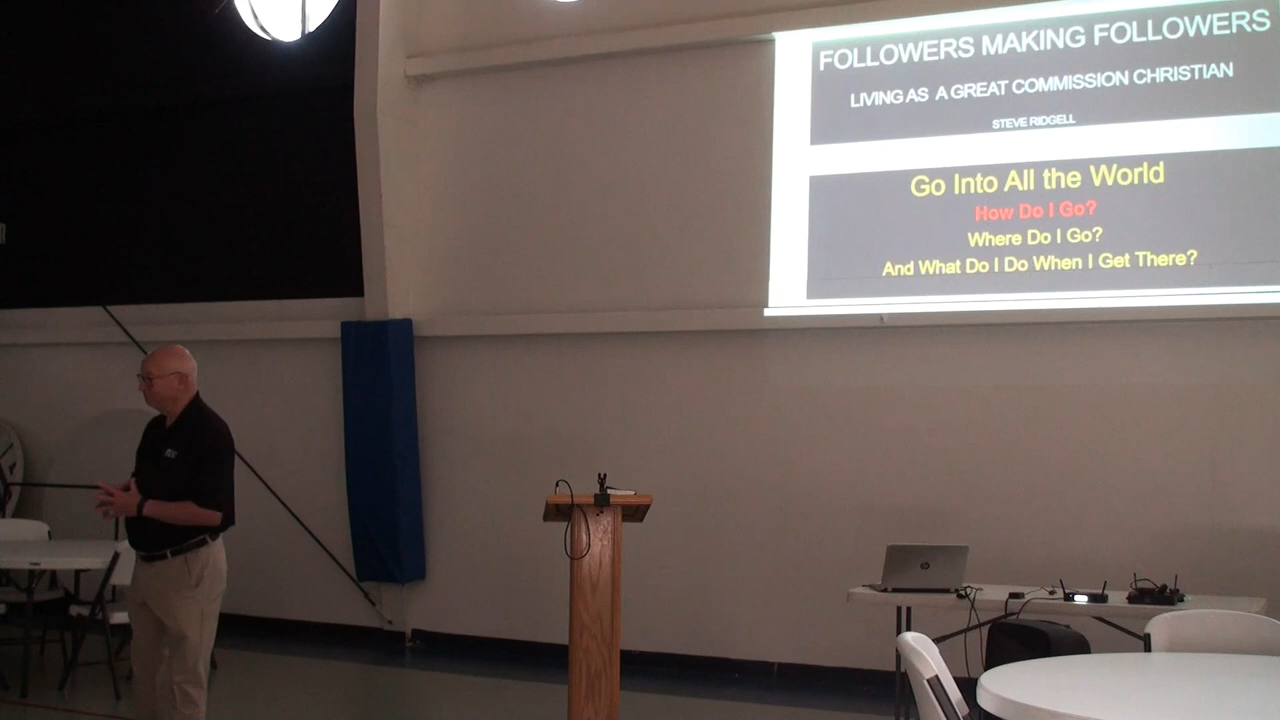 FOLLOWERS MAKING FOLLOWERS
LIVING AS A GREAT COMMISSION CHRISTIAN
STEVE RIDGELL
Go Into All the World
How Do I Go?
Where Do I Go?
And What Do I Do When I Get There?
hp